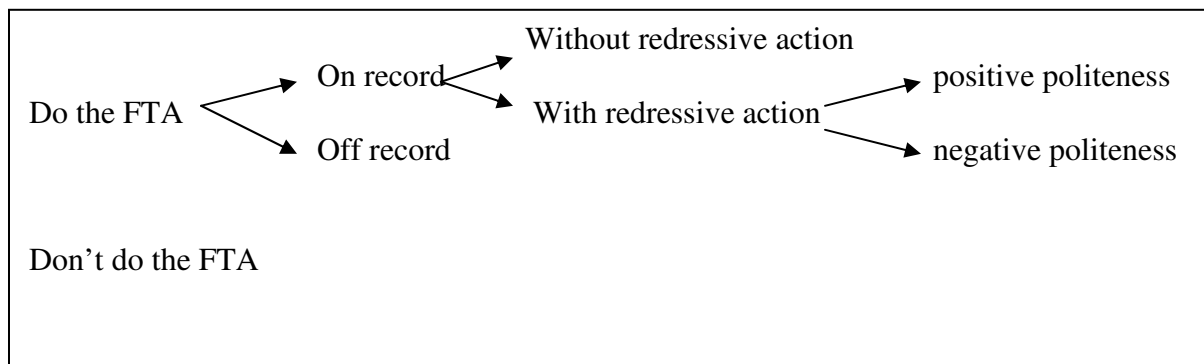 Without redressive action
On record
positive politeness
Do the FTA
With redressive action
Off record
negative politeness
Don’t do the FTA